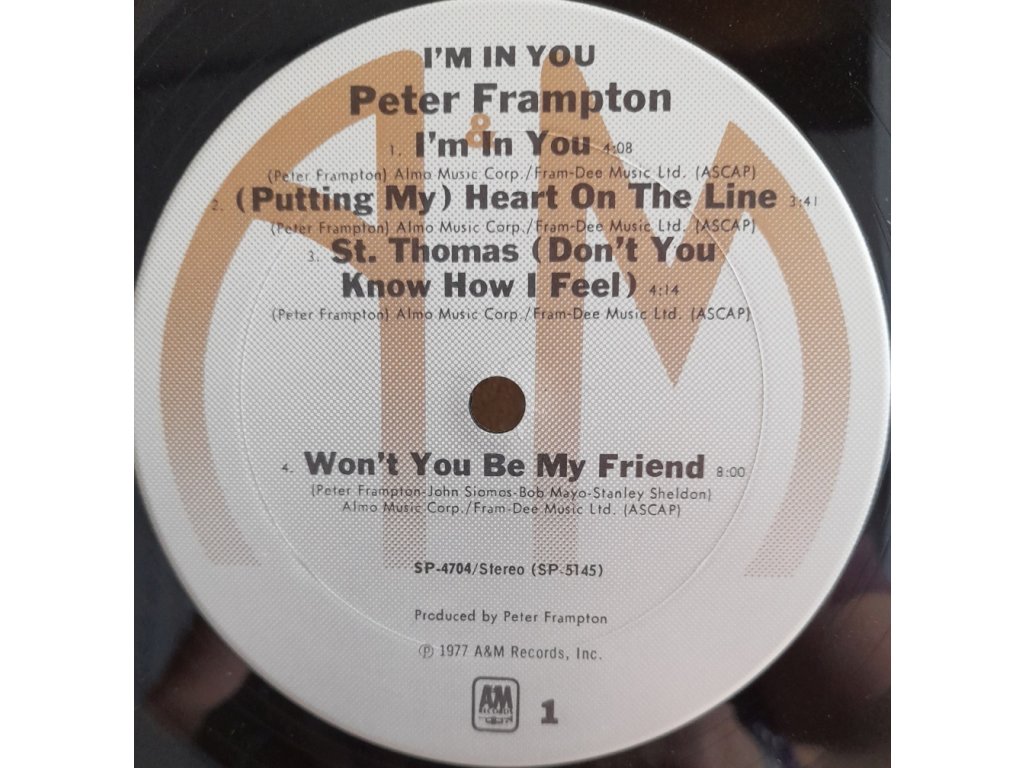 I'M IN YOU
Peter Frampton
&
1. I'm In You 4:08
(Peter Frampton) Almo Music Corp./Fram-Dee Music Ltd. (ASCAP)
2. (Putting My) Heart On The Line 3:41
(Peter Frampton) Almo Music Corp./Fram-Dee Music Ltd. (ASCAP)
3. St. Thomas (Don't You
Know How I Feel) 4:14
(Peter Frampton) Almo Music Corp./Fram-Dee Music Ltd. (ASCAP)
4. Won't You Be My Friend 8:00
(Peter Frampton-John Siomos-Bob Mayo-Stanley Sheldon)
Almo Music Corp./Fram-Dee Music Ltd. (ASCAP)
SP-4704/Stereo (SP-5145)
Produced by Peter Frampton
℗ 1977 A&M Records, Inc.
A&M
RECORDS
1